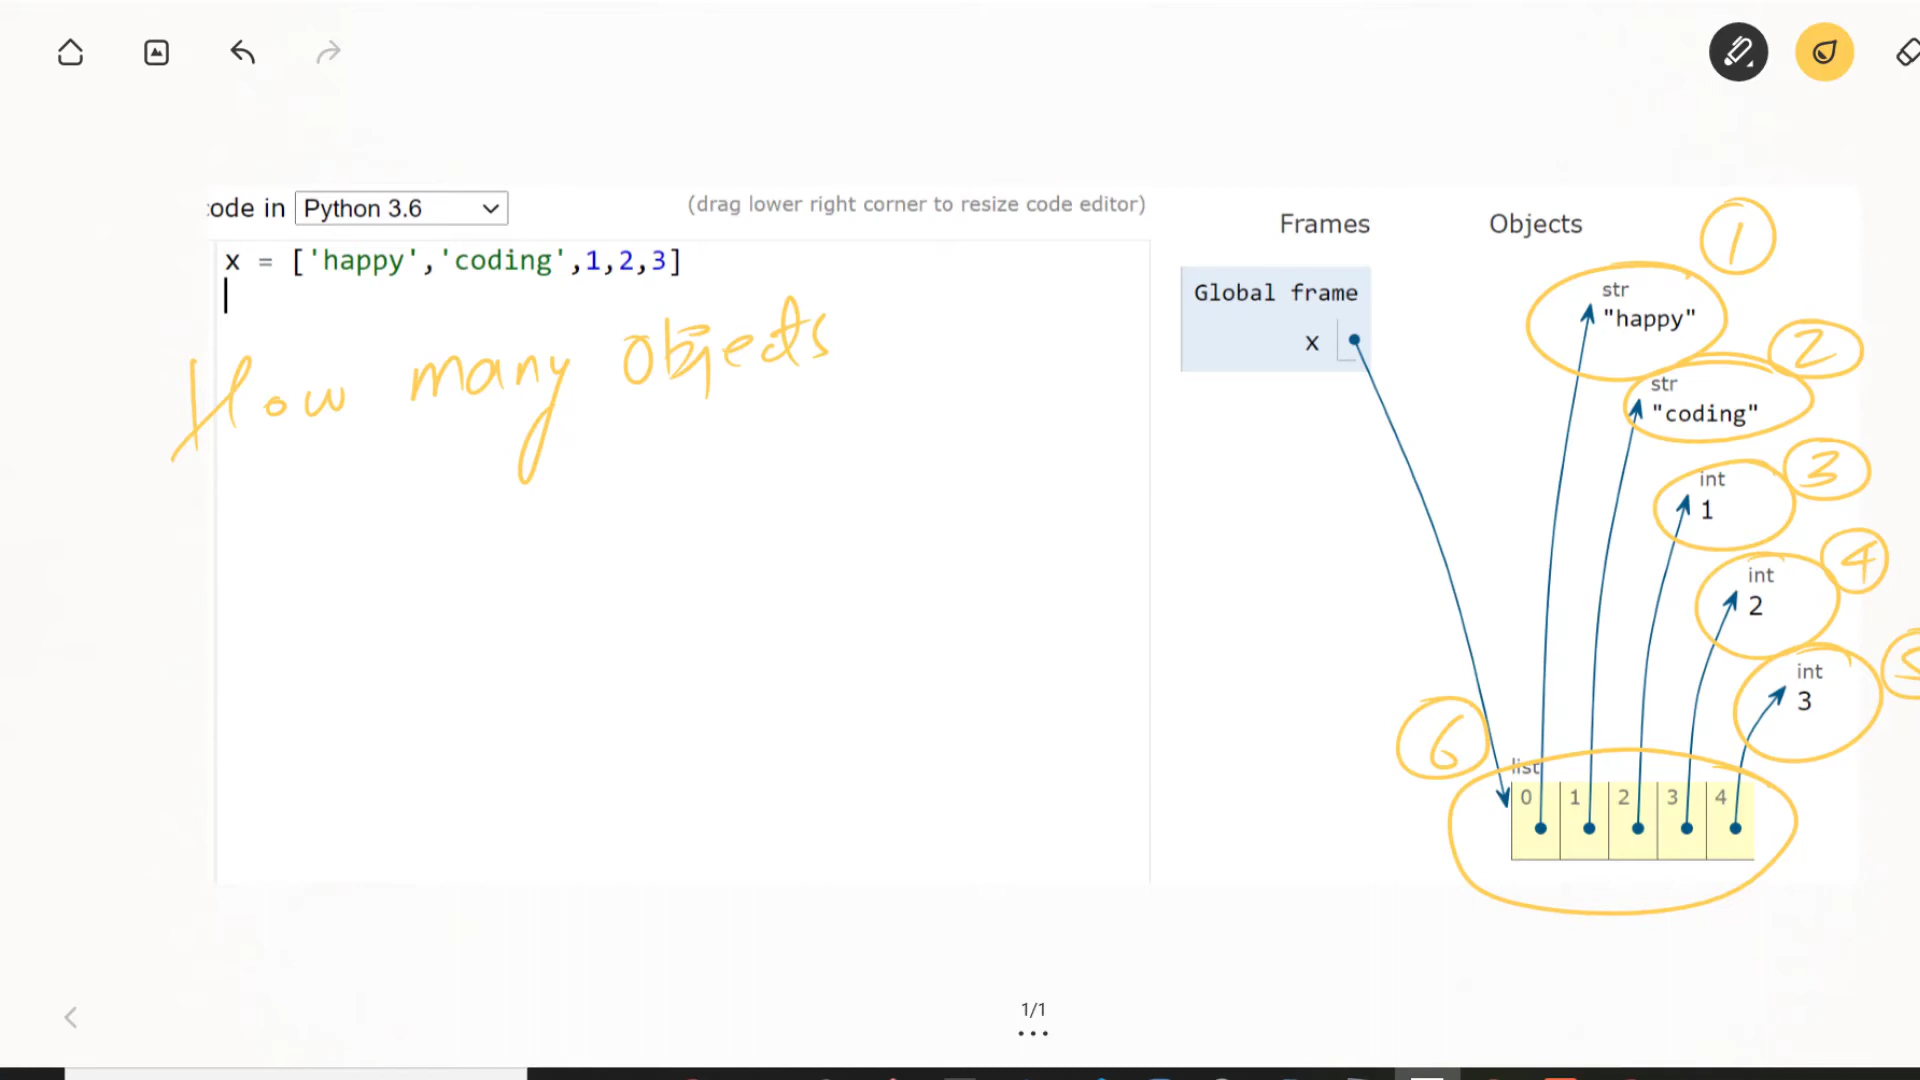 code in Python 3.6
(drag lower right corner to resize code editor)
x = ['happy','coding',1,2,3]
How many Objects
Frames
Objects
Global frame
x
1
str
"happy"
2
str
"coding"
3
int
1
4
int
2
5
int
3
6
list
0 1 2 3 4
1/1